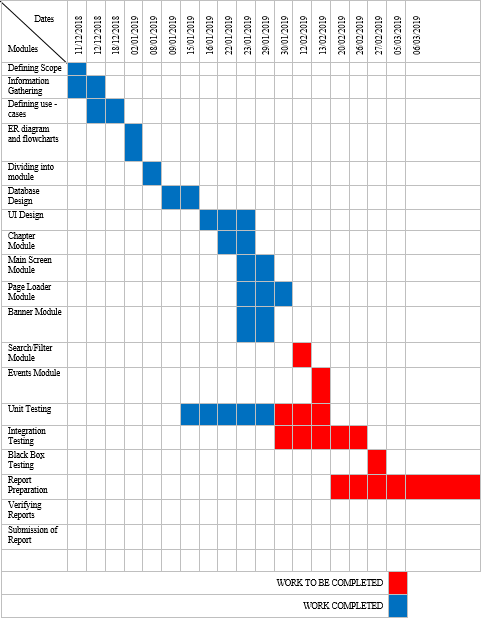 Dates
Modules
11/12/2018
12/12/2018
18/12/2018
02/01/2019
08/01/2019
09/01/2019
15/01/2019
16/01/2019
22/01/2019
23/01/2019
29/01/2019
30/01/2019
12/02/2019
13/02/2019
20/02/2019
26/02/2019
27/02/2019
05/03/2019
06/03/2019
Defining Scope
Information
Gathering
Defining use -
cases
ER diagram
and flowcharts
Dividing into
module
Database
Design
UI Design
Chapter
Module
Main Screen
Module
Page Loader
Module
Banner Module
Search/Filter
Module
Events Module
Unit Testing
Integration
Testing
Black Box
Testing
Report
Preparation
Verifying
Reports
Submission of
Report
WORK TO BE COMPLETED
WORK COMPLETED